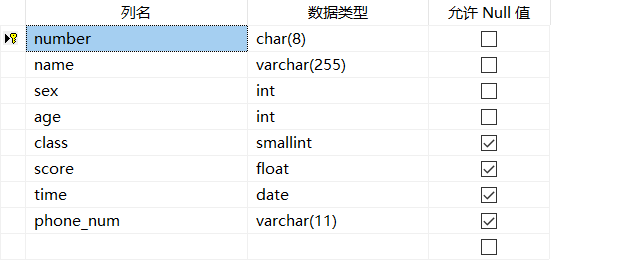 列名 数据类型 允许 Null 值
number char(8)
name varchar(255)
sex int
age int
class smallint
score float
time date
phone_num varchar(11)